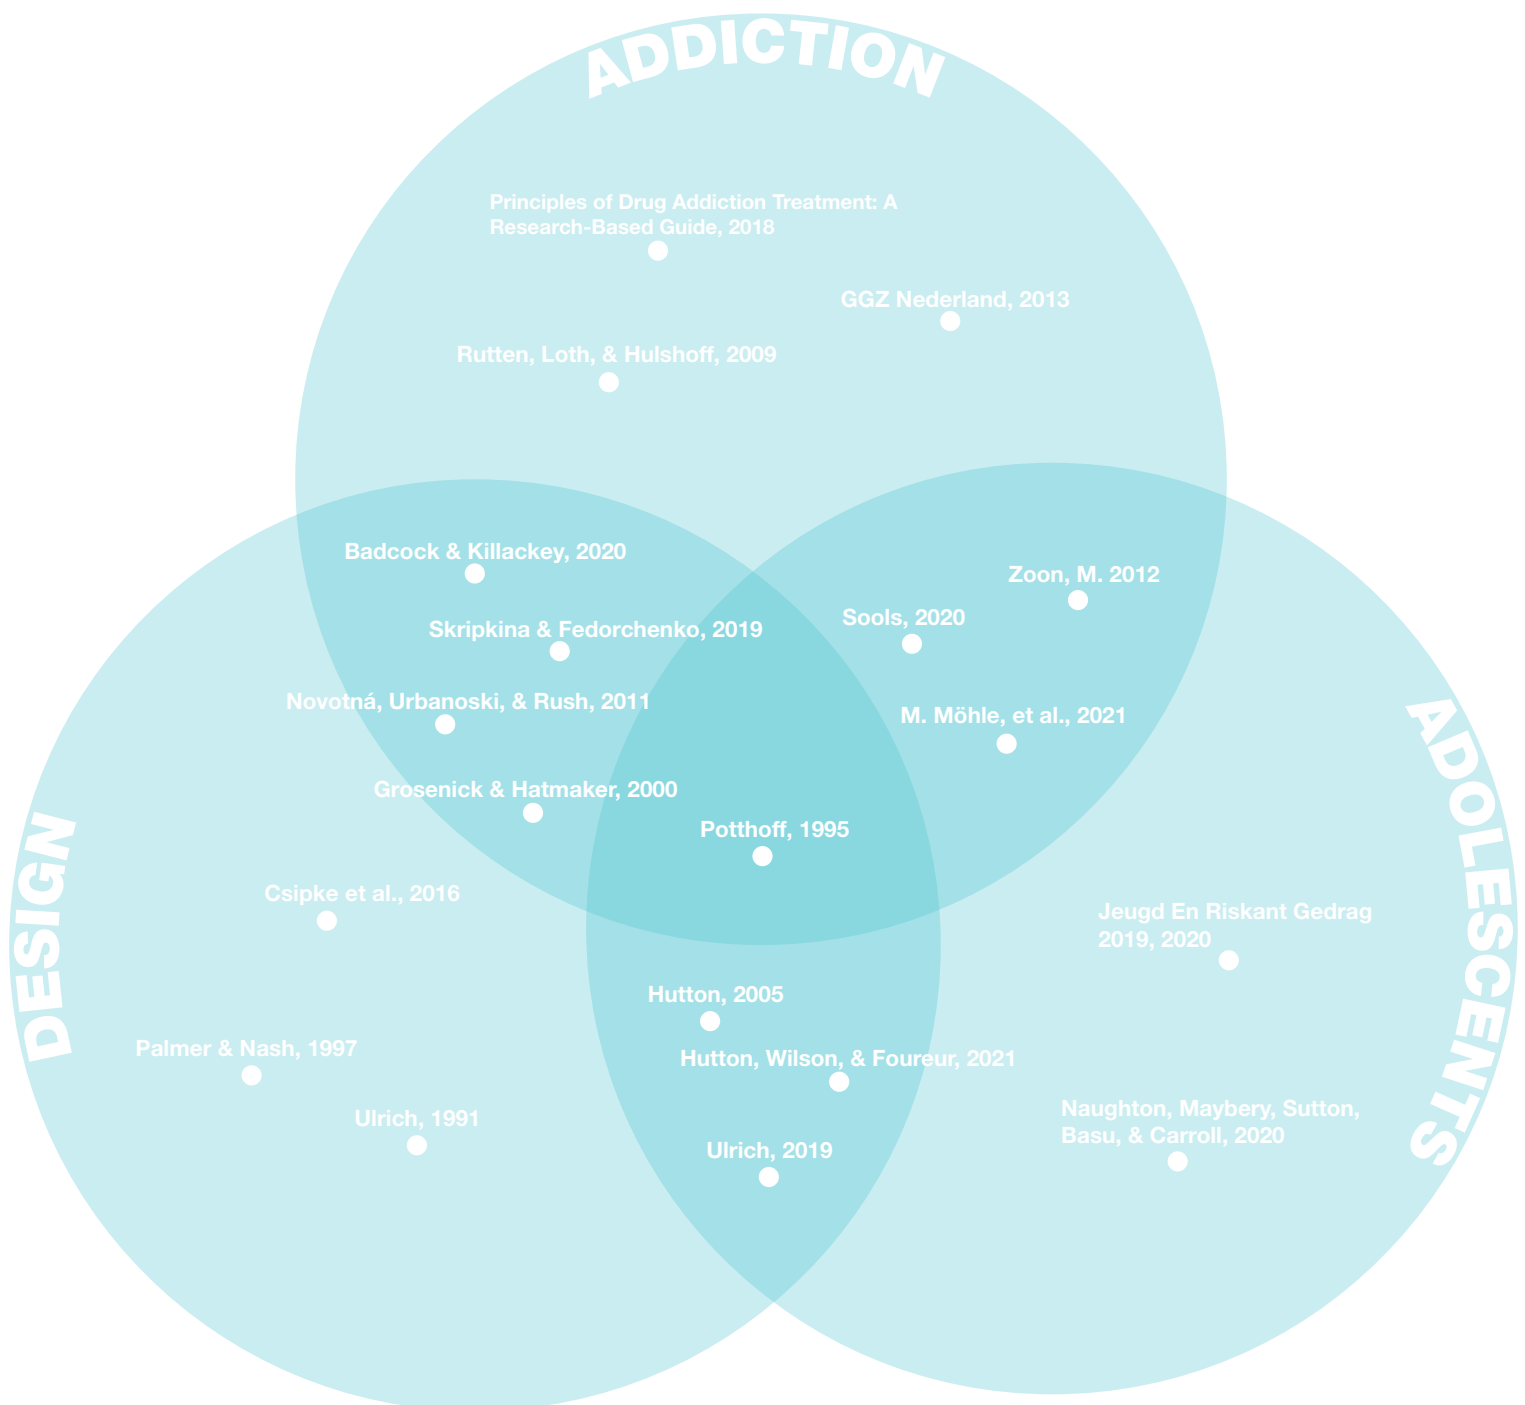 ADDICTION
Principles of Drug Addiction Treatment: A
Research-Based Guide, 2018
GGZ Nederland, 2013
Rutten, Loth, & Hulshoff, 2009
Badcock & Killackey, 2020
Zoon, M. 2012
Sools, 2020
Skripkina & Fedorchenko, 2019
Novotná, Urbanoski, & Rush, 2011
M. Möhle, et al., 2021
Grosenick & Hatmaker, 2000
Potthoff, 1995
ADOLESCENTS
DESIGN
Csipke et al., 2016
Jeugd En Riskant Gedrag
2019, 2020
Hutton, 2005
Palmer & Nash, 1997
Hutton, Wilson, & Foureur, 2021
Ulrich, 1991
Naughton, Maybery, Sutton,
Basu, & Carroll, 2020
Ulrich, 2019